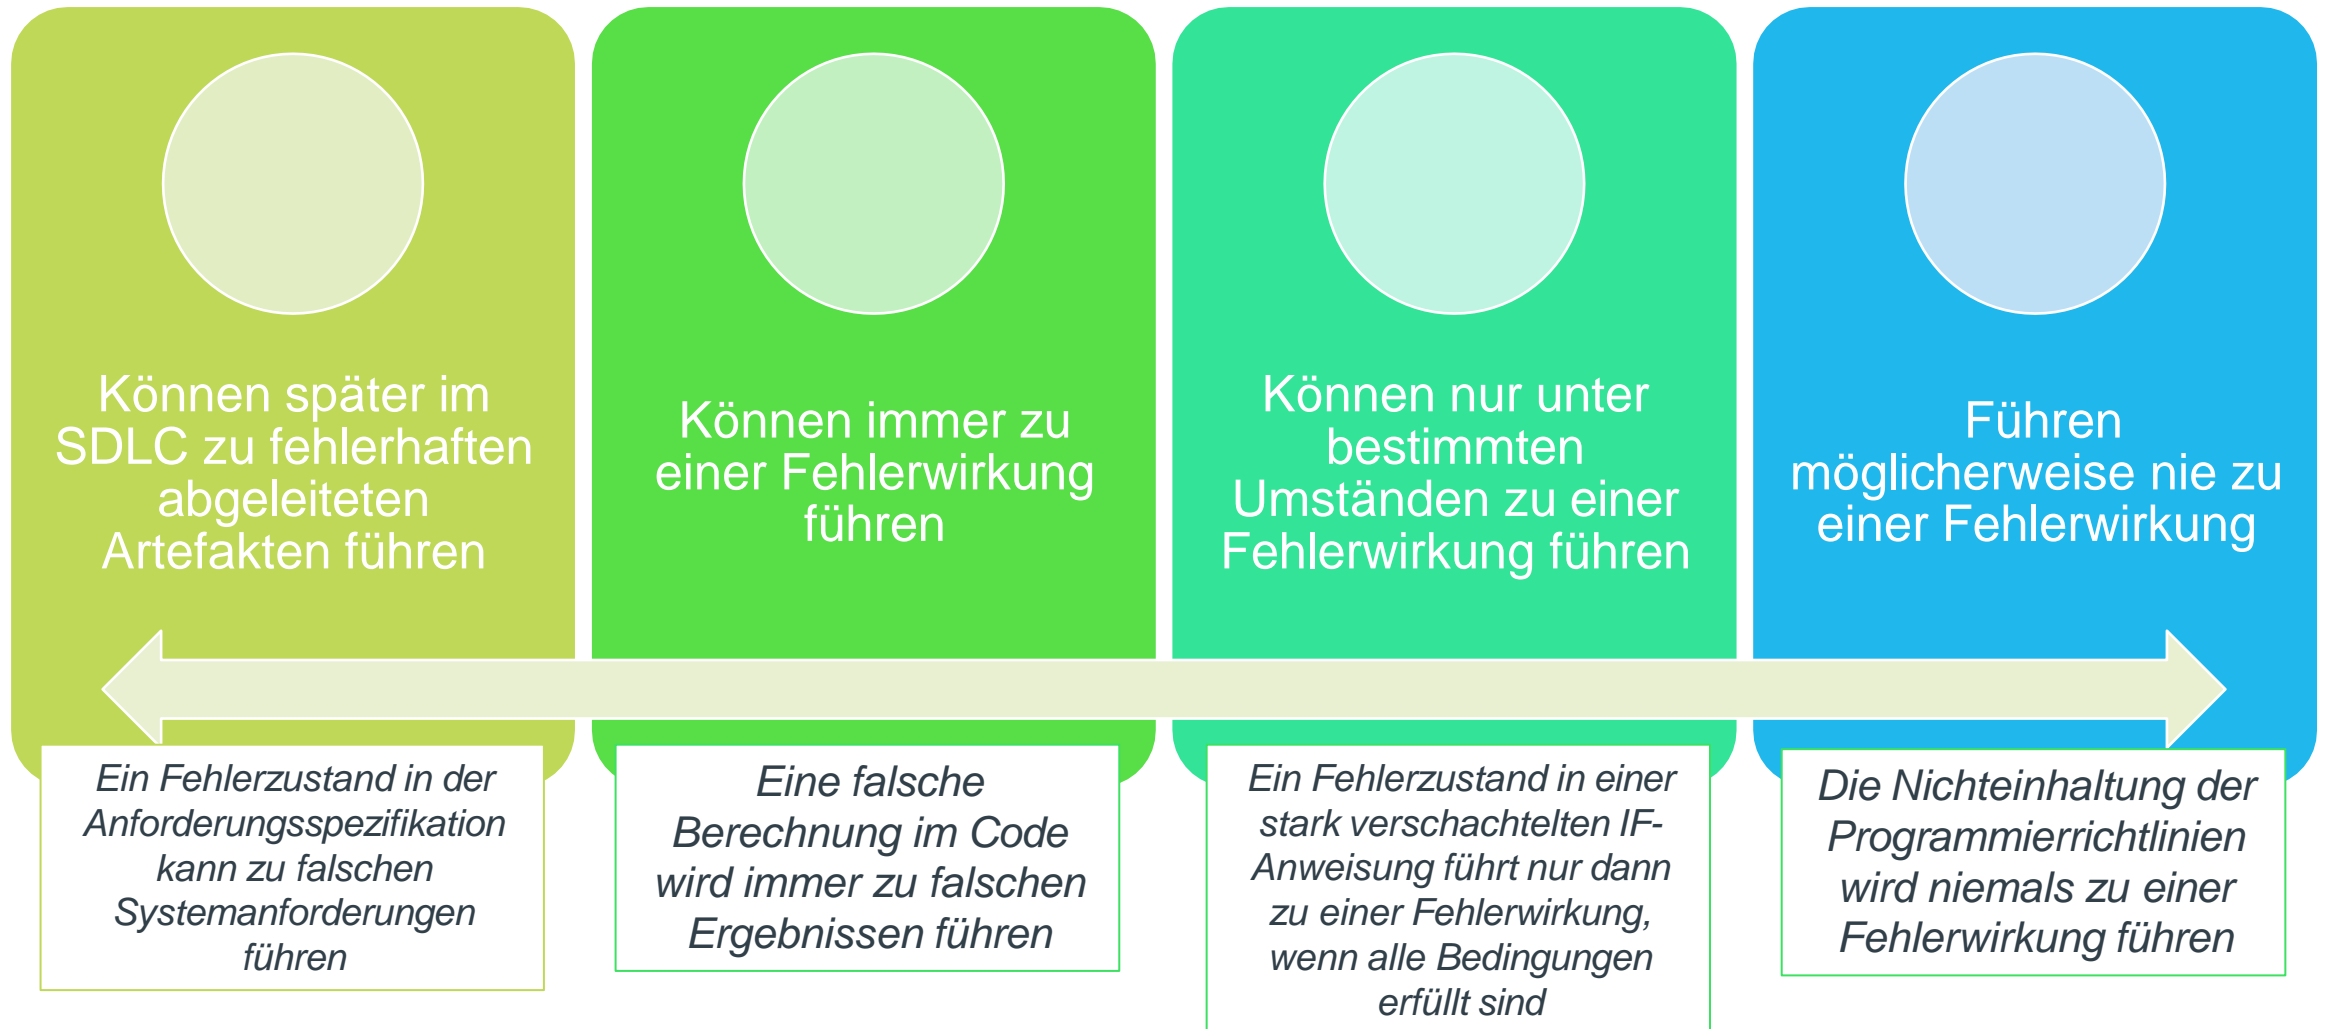 Können später im
SDLC zu fehlerhaften
abgeleiteten
Artefakten führen
Können immer zu
einer Fehlerwirkung
führen
Können nur unter
bestimmten
Umständen zu einer
Fehlerwirkung führen
Führen
möglicherweise nie zu
einer Fehlerwirkung
Ein Fehlerzustand in der
Anforderungsspezifikation
kann zu falschen
Systemanforderungen
führen
Eine falsche
Berechnung im Code
wird immer zu falschen
Ergebnissen führen
Ein Fehlerzustand in einer
stark verschachtelten IF-
Anweisung führt nur dann
zu einer Fehlerwirkung,
wenn alle Bedingungen
erfüllt sind
Die Nichteinhaltung der
Programmierrichtlinien
wird niemals zu einer
Fehlerwirkung führen